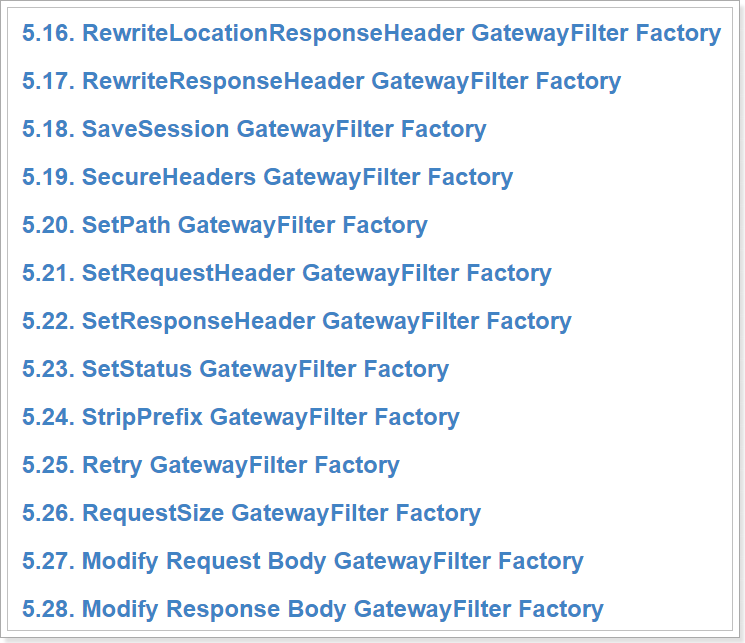 5.16. RewriteLocationResponseHeader GatewayFilter Factory
5.17. RewriteResponseHeader GatewayFilter Factory
5.18. SaveSession GatewayFilter Factory
5.19. SecureHeaders GatewayFilter Factory
5.20. SetPath GatewayFilter Factory
5.21. SetRequestHeader GatewayFilter Factory
5.22. SetResponseHeader GatewayFilter Factory
5.23. SetStatus GatewayFilter Factory
5.24. StripPrefix GatewayFilter Factory
5.25. Retry GatewayFilter Factory
5.26. RequestSize GatewayFilter Factory
5.27. Modify Request Body GatewayFilter Factory
5.28. Modify Response Body GatewayFilter Factory